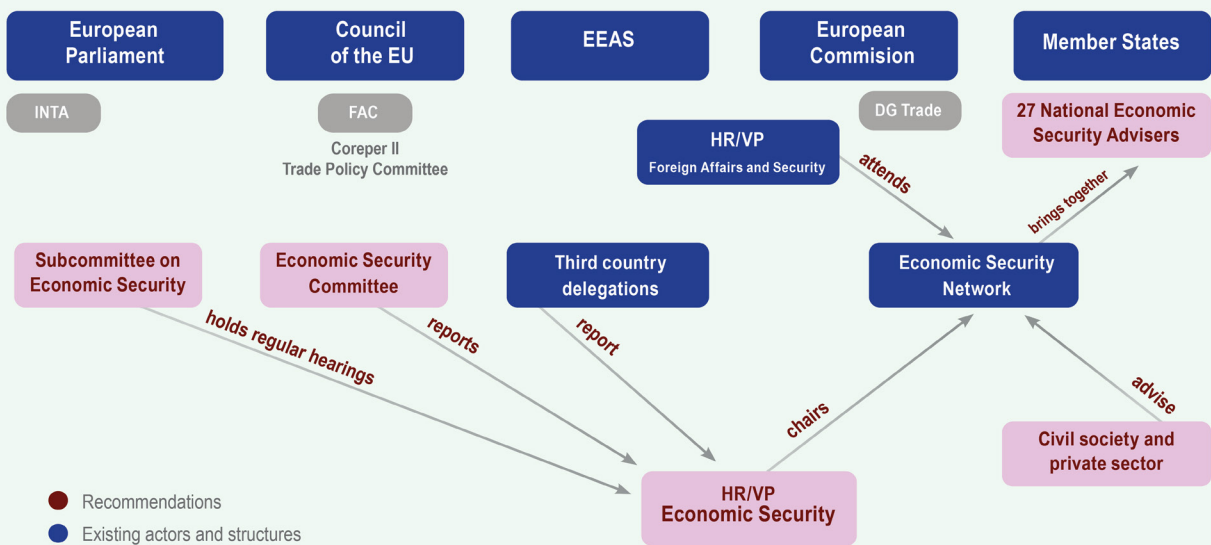 European
Parliament
Council
of the EU
EEAS
European
Commision
Member States
INTA
FAC
Coreper II
Trade Policy Committee
DG Trade
27 National Economic
Security Advisers
HR/VP
Foreign Affairs and Security
attends
brings together
Subcommittee on
Economic Security
Economic Security
Committee
Third country
delegations
Economic Security
Network
holds regular hearings
reports
report
chairs
advise
Civil society and
private sector
HR/VP
Economic Security
Recommendations
Existing actors and structures